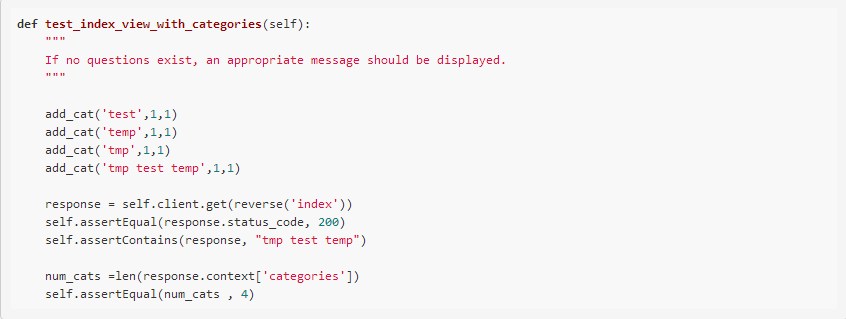 def test_index_view_with_categories(self):
    """
    If no questions exist, an appropriate message should be displayed.
    """

    add_cat('test',1,1)
    add_cat('temp',1,1)
    add_cat('tmp',1,1)
    add_cat('tmp test temp',1,1)

    response = self.client.get(reverse('index'))
    self.assertEqual(response.status_code, 200)
    self.assertContains(response, "tmp test temp")

    num_cats =len(response.context['categories'])
    self.assertEqual(num_cats , 4)